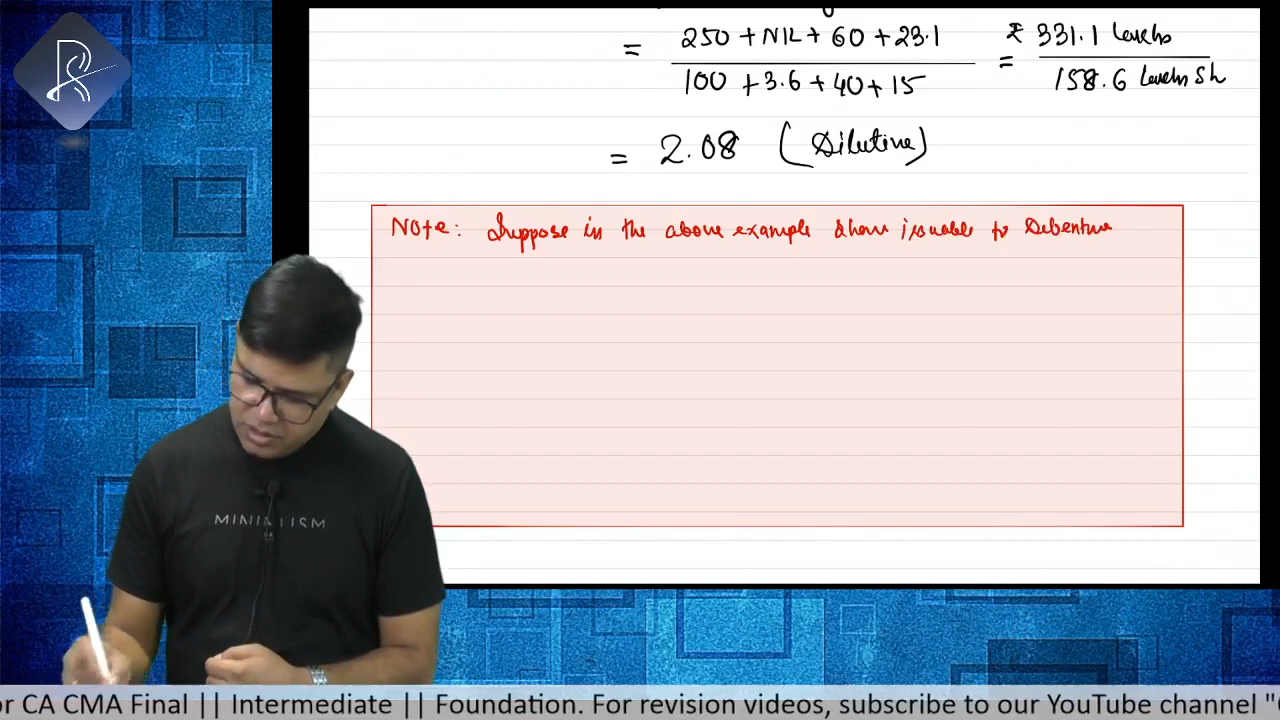 250 + NIL + 60 + 23.1
= ——— = ₹ 331.1 Lakhs
100 + 3.6 + 40 + 15
158.6 Lakhs Sh
= 2.08 (Dilutive)
Note: Suppose in the above example share issuable to Debenture
MINIMLISM
or CA CMA Final || Intermediate || Foundation. For revision videos, subscribe to our YouTube channel "